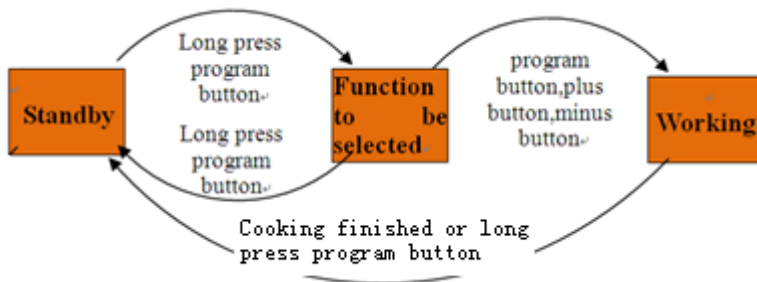 Long press
program
button
Standby
Long press
program
button
Function
to be
selected
program
button,plus
button,minus
button
Working
Cooking finished or long
press program button